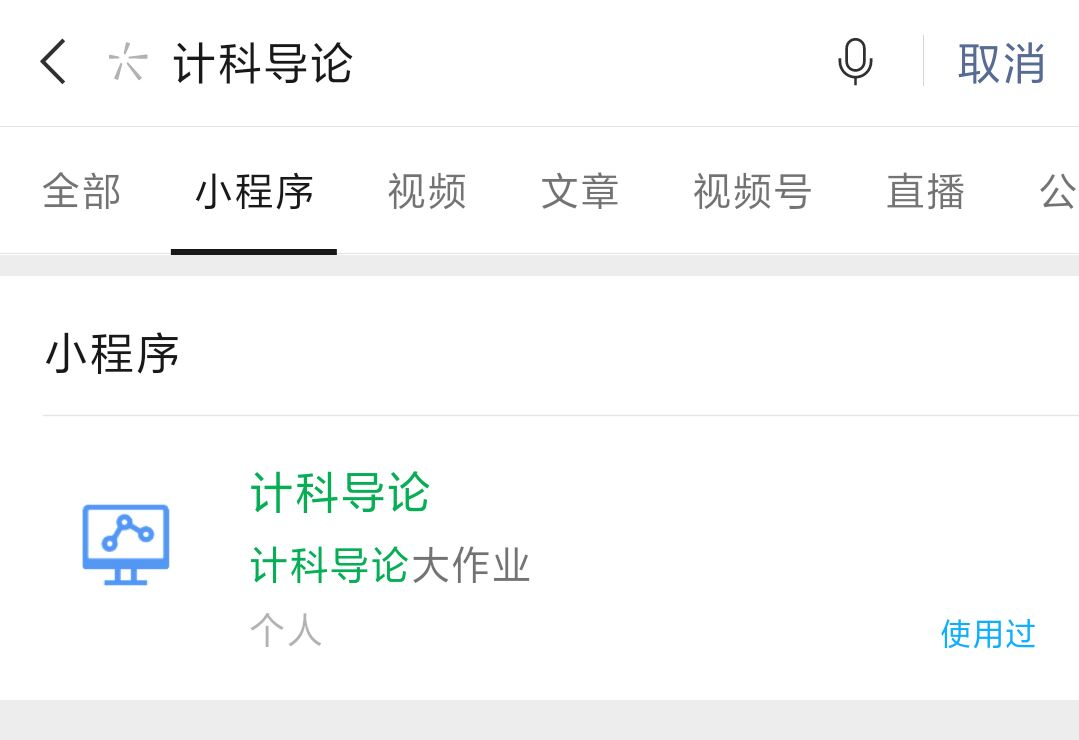 计科导论 取消
全部 小程序 视频 文章 视频号 直播 公
小程序
计科导论
计科导论大作业
个人 使用过